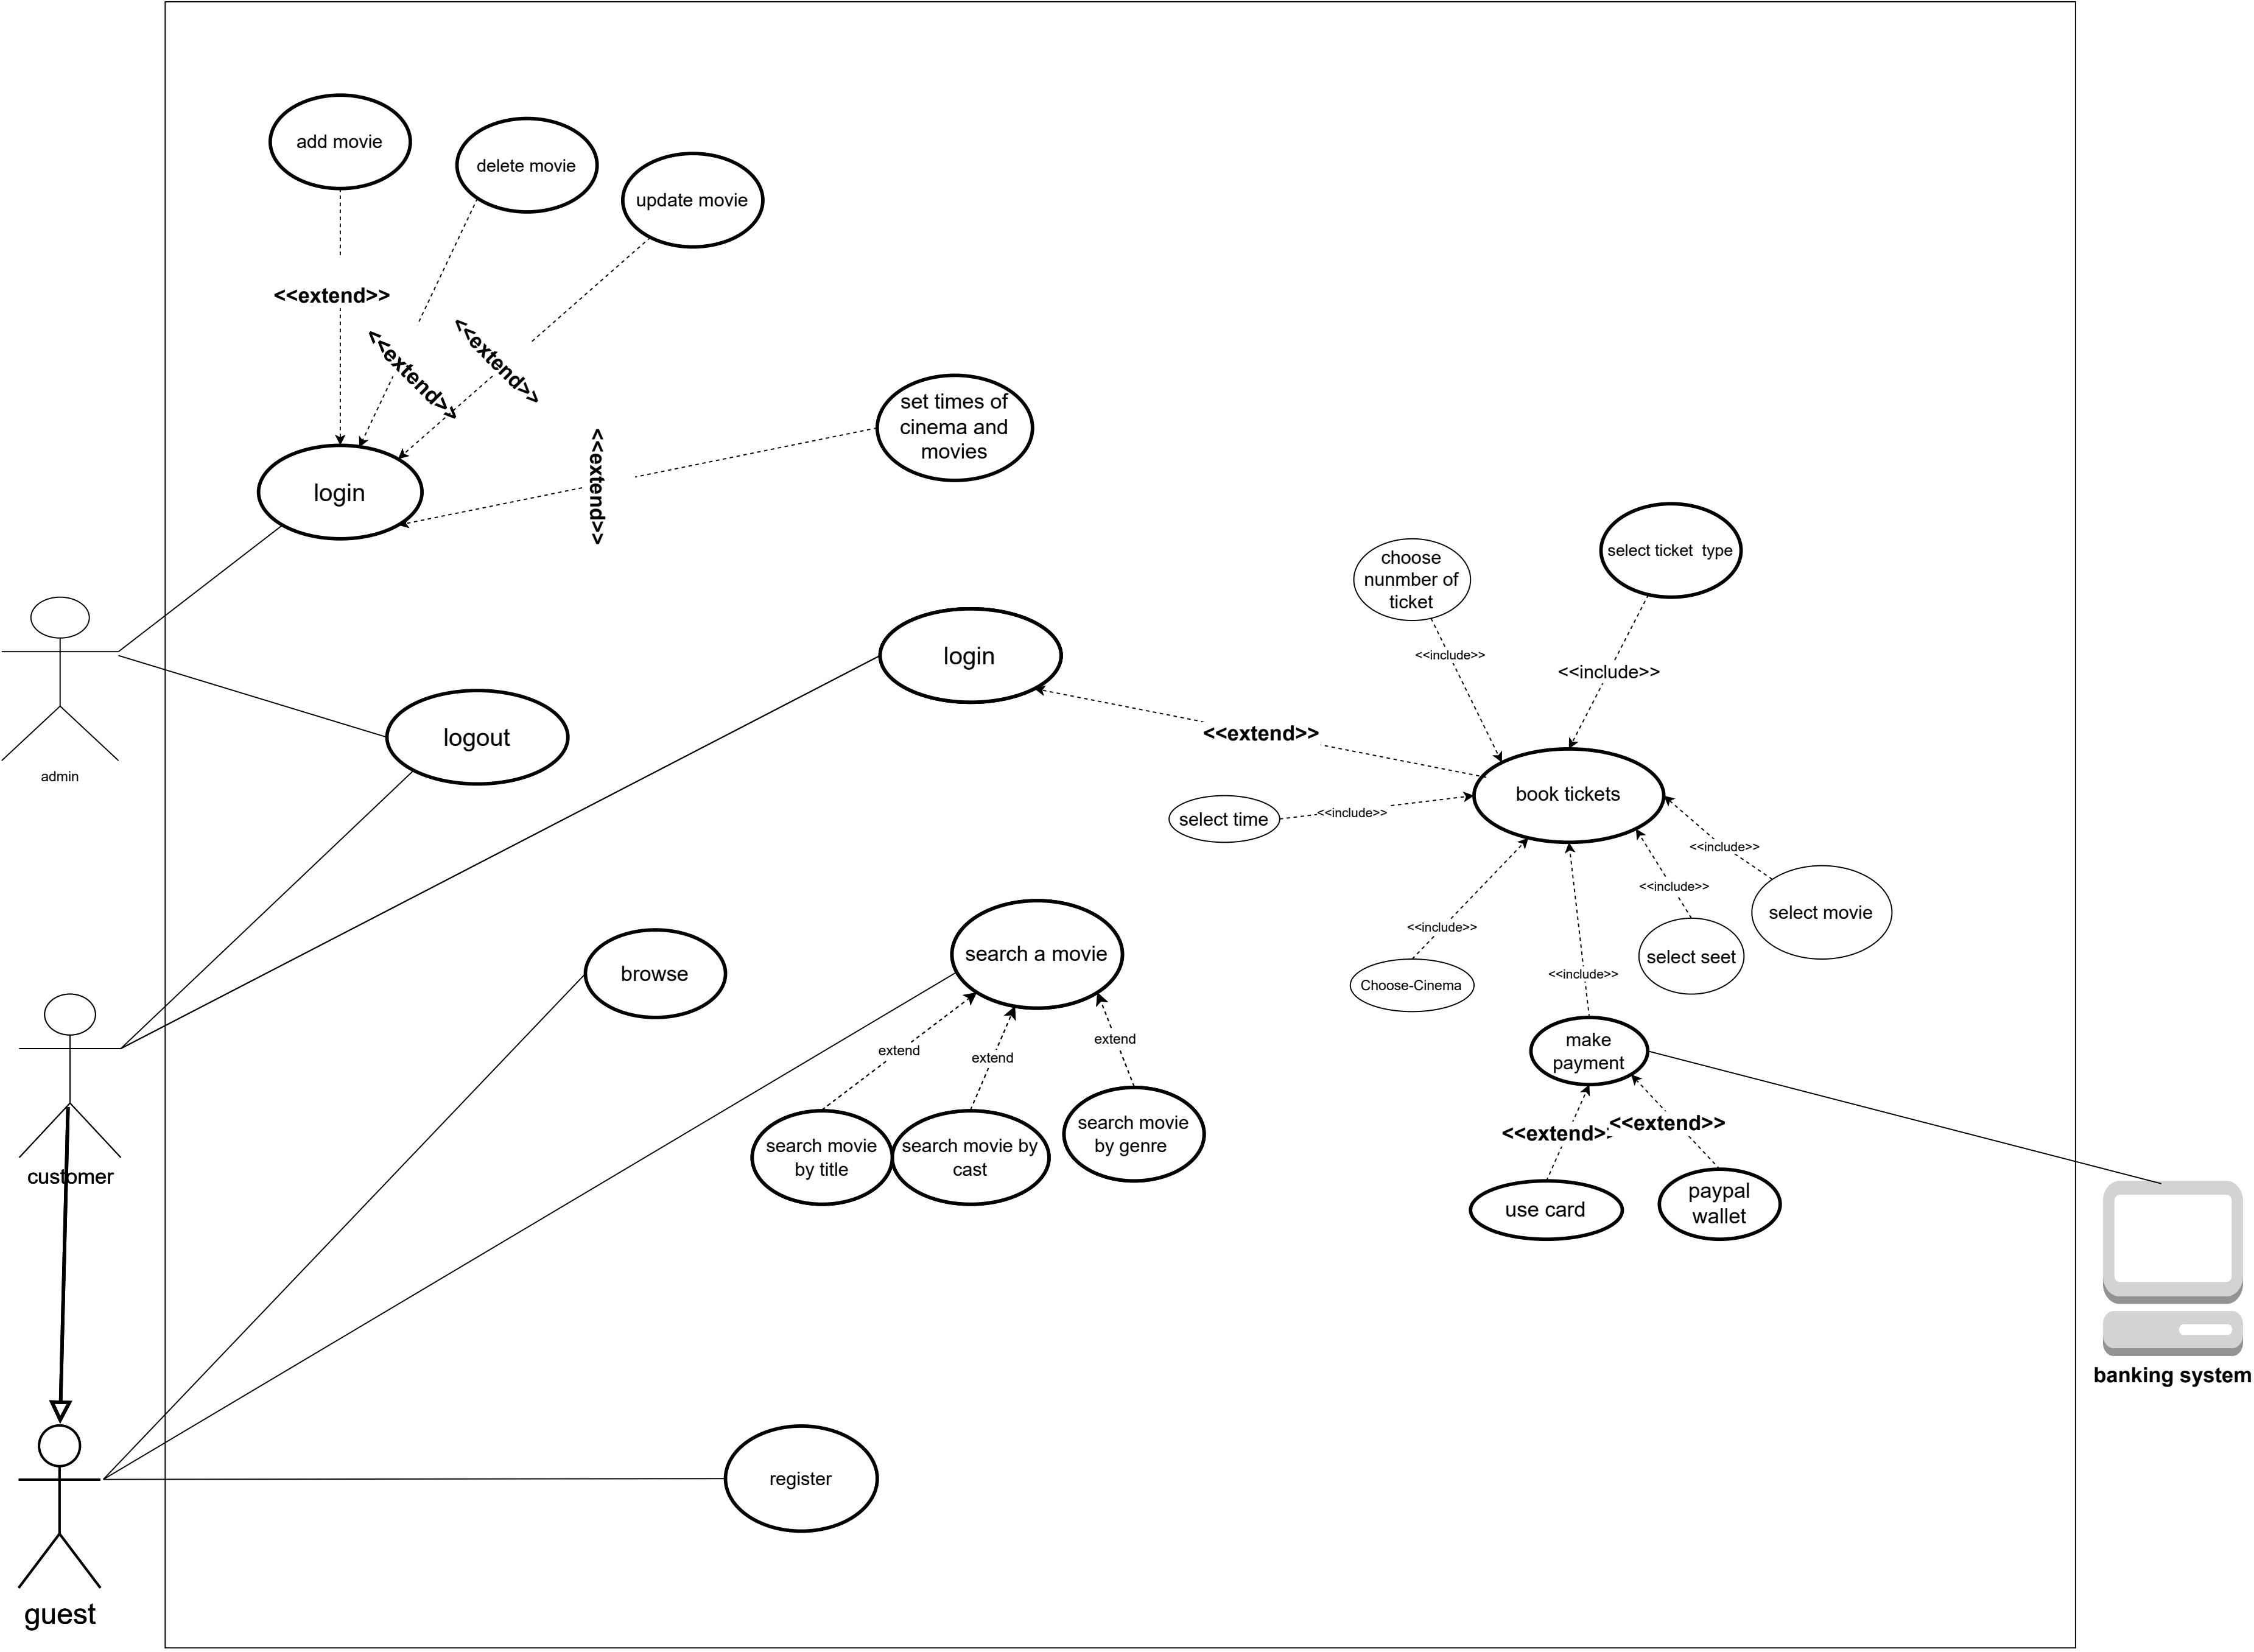 add movie
delete movie
update movie
<<extend>>
<<extend>>
<<extend>>
set times of
cinema and
movies
<<extend>>
login
select ticket  type
choose
nunmber of
ticket
<<include>>
<<include>>
login
logout
<<extend>>
admin
book tickets
select time
<<include>>
<<include>>
<<include>>
select movie
<<include>>
search a movie
select seet
browse
<<include>>
Choose-Cinema
extend
extend
extend
make
payment
<<extend>>
<<extend>>
search movie
by title
search movie by
cast
search movie
by genre
customer
use card
paypal
wallet
banking system
register
guest